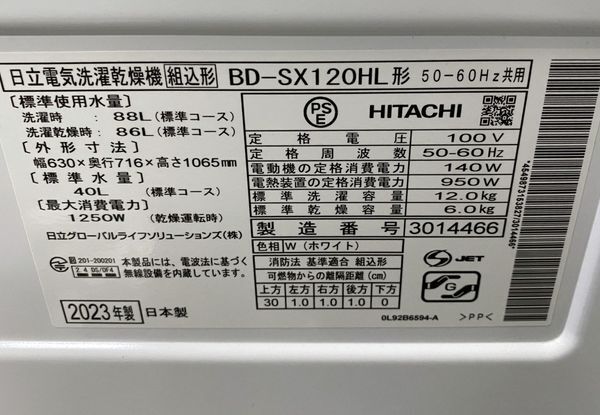 日立電気洗濯乾燥機 組込形 BD-SX120HL形 50-60Hz共用
[標準使用水量]
洗濯時 : 88L(標準コース)
洗濯乾燥時 : 86L(標準コース)
[外形寸法]
幅630×奥行716×高さ1065mm
[標準水量]
40L (標準コース)
[最大消費電力]
1250W (乾燥運転時)
日立グローバルライフソリューションズ(株)
PSE HITACHI
定格電圧 100V
定格周波数 50-60Hz
電動機の定格消費電力 140W
電熱装置の定格消費電力 950W
標準洗濯容量 12.0kg
標準乾燥容量 6.0kg
製造番号 3014466
*4549873163927/3014466*
色相 W (ホワイト)
消防法 基準適合 組込形
可燃物からの離隔距離(cm)
上方 左方 右方 前方 後方 下方
30 1.0 1.0 0 1.0 0
S JET
G
201-200201
2.4 DS/OF4
本製品には、電波法に基づく
無線設備を内蔵しています。
2023年製 日本製
0L92B6594-A >PP<